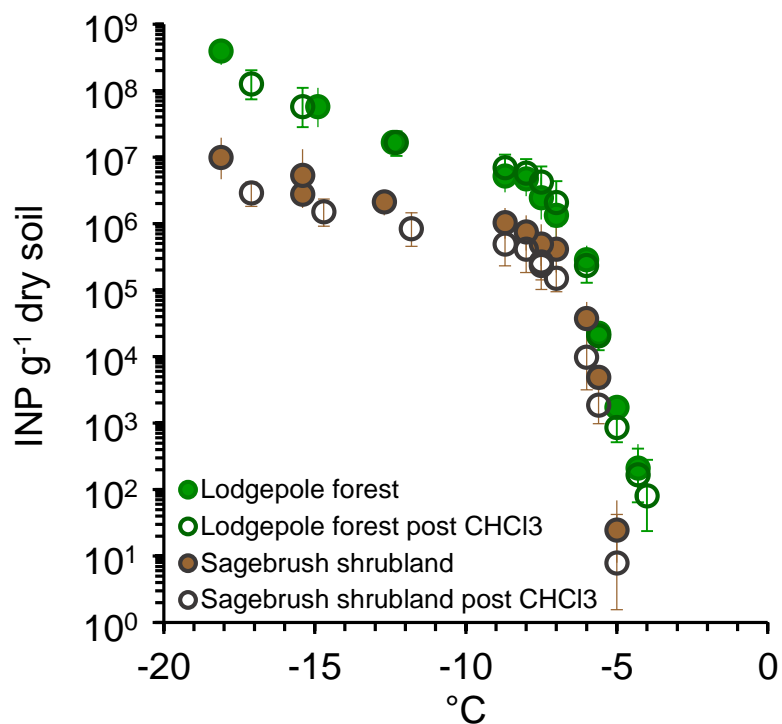 10⁹
10⁸
10⁷
10⁶
10⁵
10⁴
10³
10²
10¹
10⁰
INP g⁻¹ dry soil
Lodgepole forest
Lodgepole forest post CHCl3
Sagebrush shrubland
Sagebrush shrubland post CHCl3
-20 -15 -10 -5 0
°C